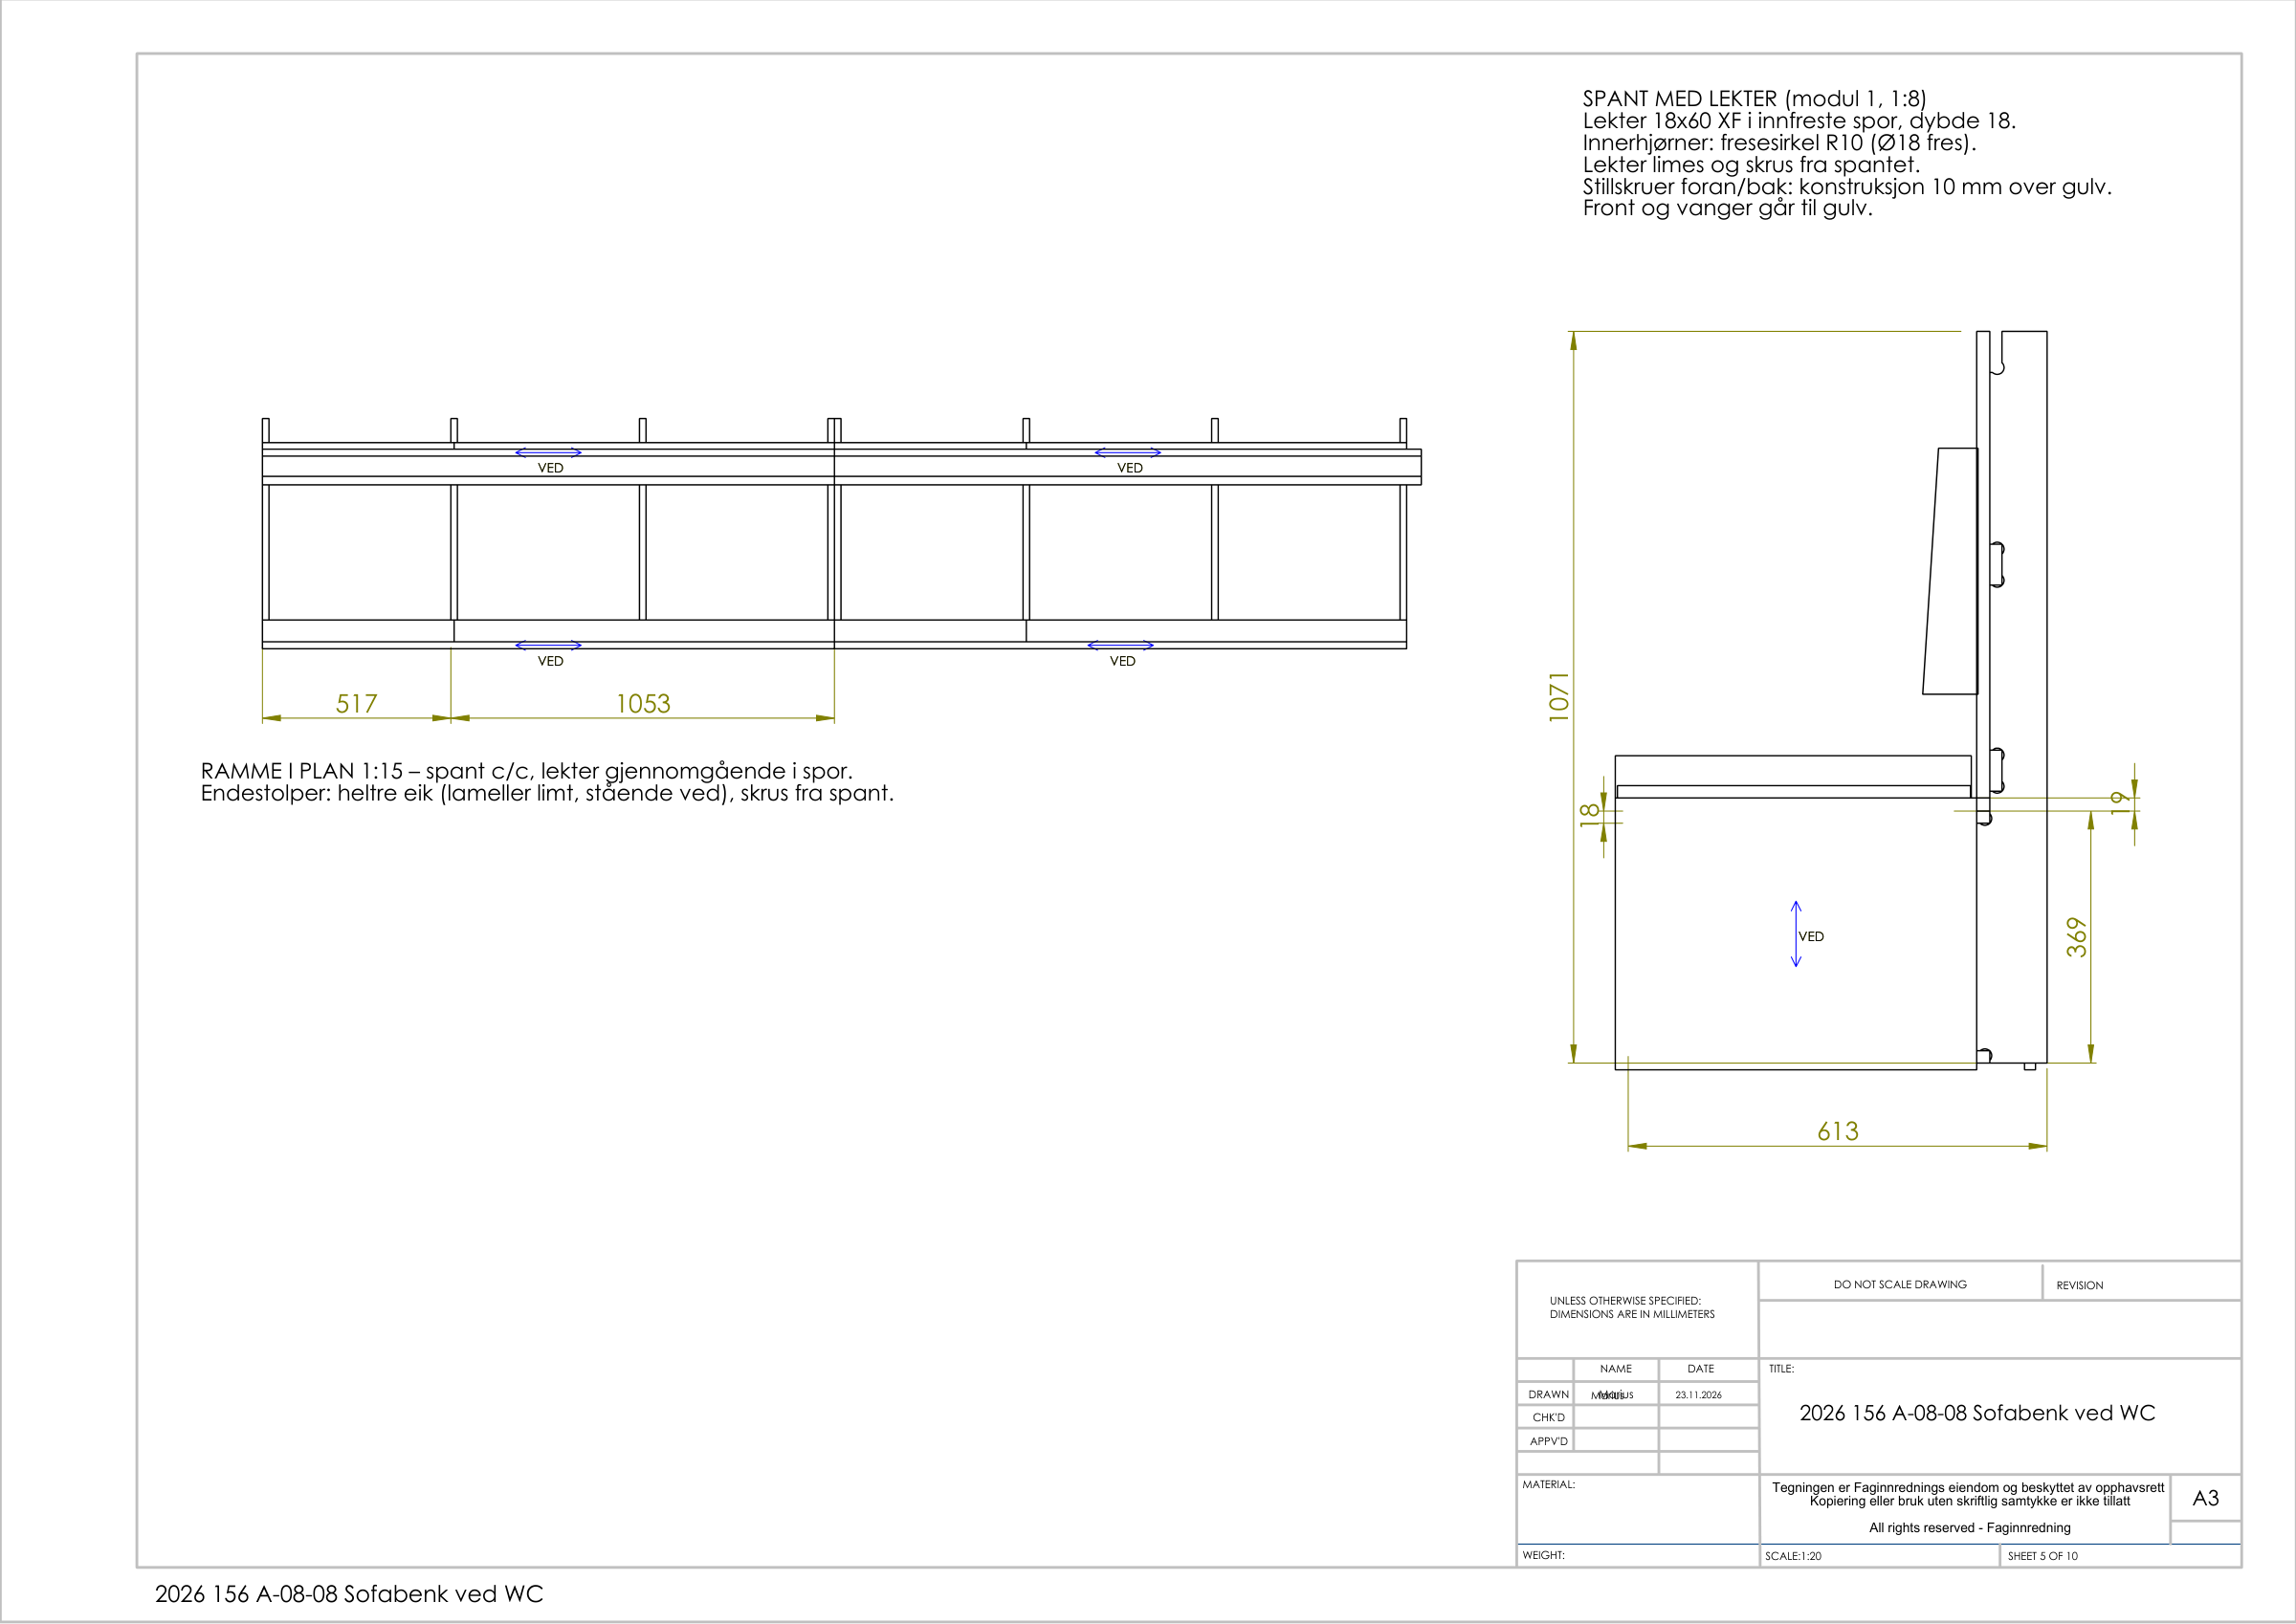 SPANT MED LEKTER (modul 1, 1:8)
Lekter 18x60 XF i innfreste spor, dybde 18.
Innerhjørner: fresesirkel R10 (Ø18 fres).
Lekter limes og skrus fra spantet.
Stillskruer foran/bak: konstruksjon 10 mm over gulv.
Front og vanger går til gulv.
VED
VED
VED
VED
517
1053
RAMME I PLAN 1:15 – spant c/c, lekter gjennomgående i spor.
Endestolper: heltre eik (lameller limt, stående ved), skrus fra spant.
1071
18
19
VED
369
613
UNLESS OTHERWISE SPECIFIED:
DIMENSIONS ARE IN MILLIMETERS
DO NOT SCALE DRAWING
REVISION
NAME
DATE
TITLE:
DRAWN
Marius
23.11.2026
CHK'D
APPV'D
2026 156 A-08-08 Sofabenk ved WC
MATERIAL:
Tegningen er Faginnrednings eiendom og beskyttet av opphavsrett
Kopiering eller bruk uten skriftlig samtykke er ikke tillatt
All rights reserved - Faginnredning
A3
WEIGHT:
SCALE:1:20
SHEET 5 OF 10
2026 156 A-08-08 Sofabenk ved WC